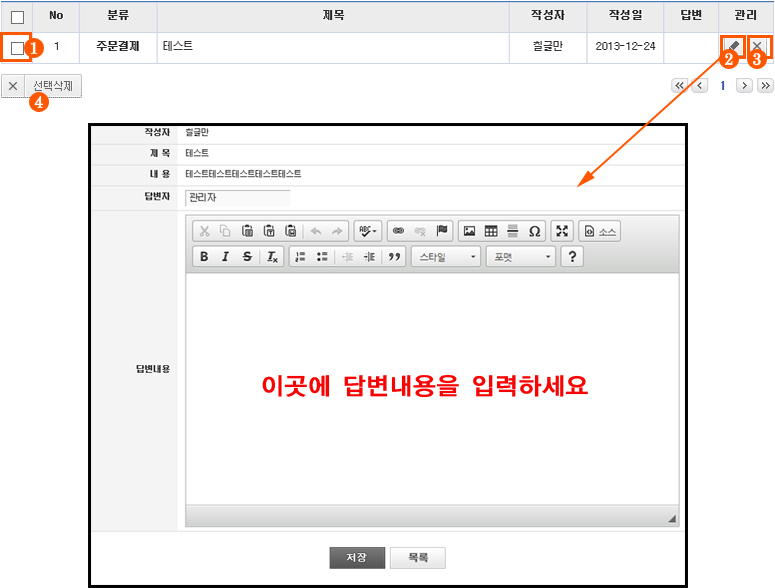 No 분류 제목 작성자 작성일 답변 관리
1 1 주문결제 테스트 힐글만 2013-12-24
2 3
선택삭제 1
4
작성자 힐글만
제 목 테스트
내 용 테스트테스트테스트테스트테스트
답변자 관리자
ABC Ω 소스
B I S Ix 스타일 포맷 ?
답변내용 이곳에 답변내용을 입력하세요
저장 목록